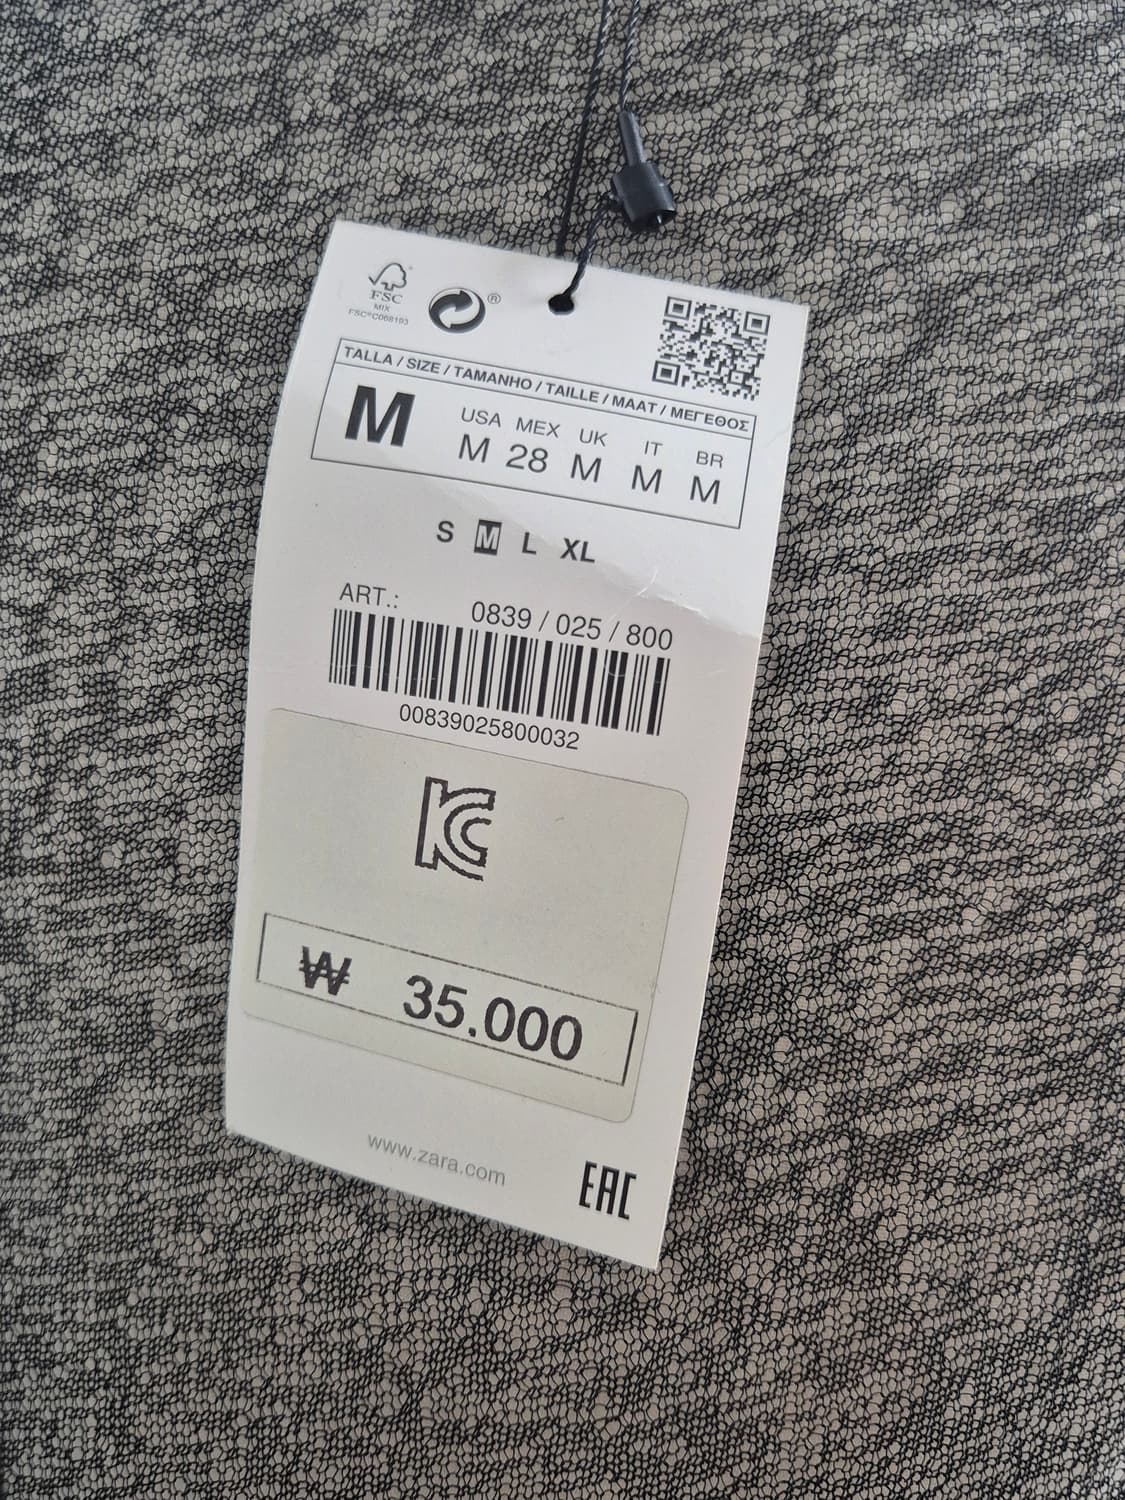 FSC
MIX
FSC® C068193
®
TALLA / SIZE / TAMANHO / TAILLE / MAAT / ΜΕΓΕΘΟΣ
M
USA MEX UK IT BR
M 28 M M M
S M L XL
ART.: 0839 / 025 / 800
00839025800032
KC
₩ 35.000
www.zara.com
EAC